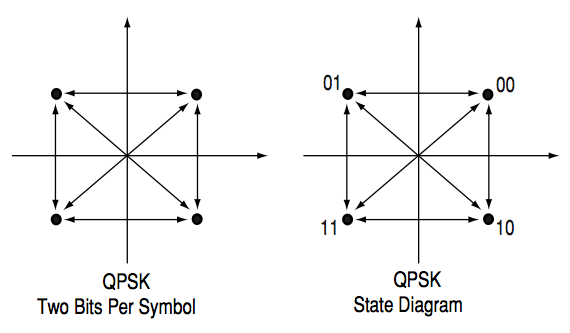 01
00
11
10
QPSK
Two Bits Per Symbol
QPSK
State Diagram